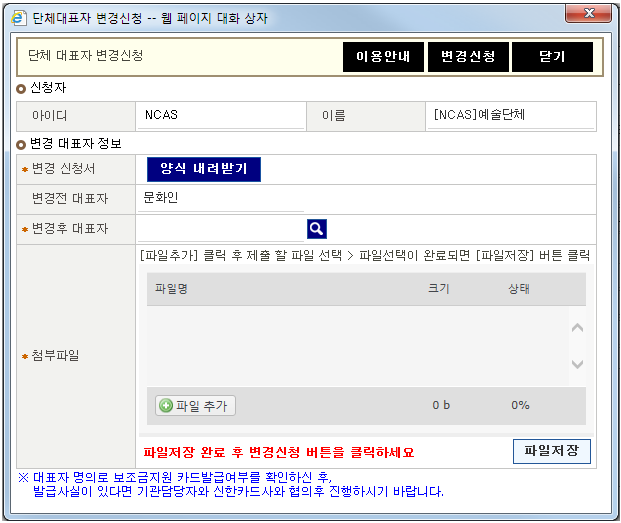 단체대표자 변경신청 -- 웹 페이지 대화 상자
단체 대표자 변경신청 이용안내 변경신청 닫기
신청자
아이디 NCAS 이름 [NCAS]예술단체
변경 대표자 정보
* 변경 신청서 양식 내려받기
변경전 대표자 문화인
* 변경후 대표자
[파일추가] 클릭 후 제출 할 파일 선택 > 파일선택이 완료되면 [파일저장] 버튼 클릭
파일명 크기 상태
* 첨부파일
파일 추가 0 b 0%
파일저장 완료 후 변경신청 버튼을 클릭하세요 파일저장
※ 대표자 명의로 보조금지원 카드발급여부를 확인하신 후,
발급사실이 있다면 기관담당자와 신한카드사와 협의후 진행하시기 바랍니다.